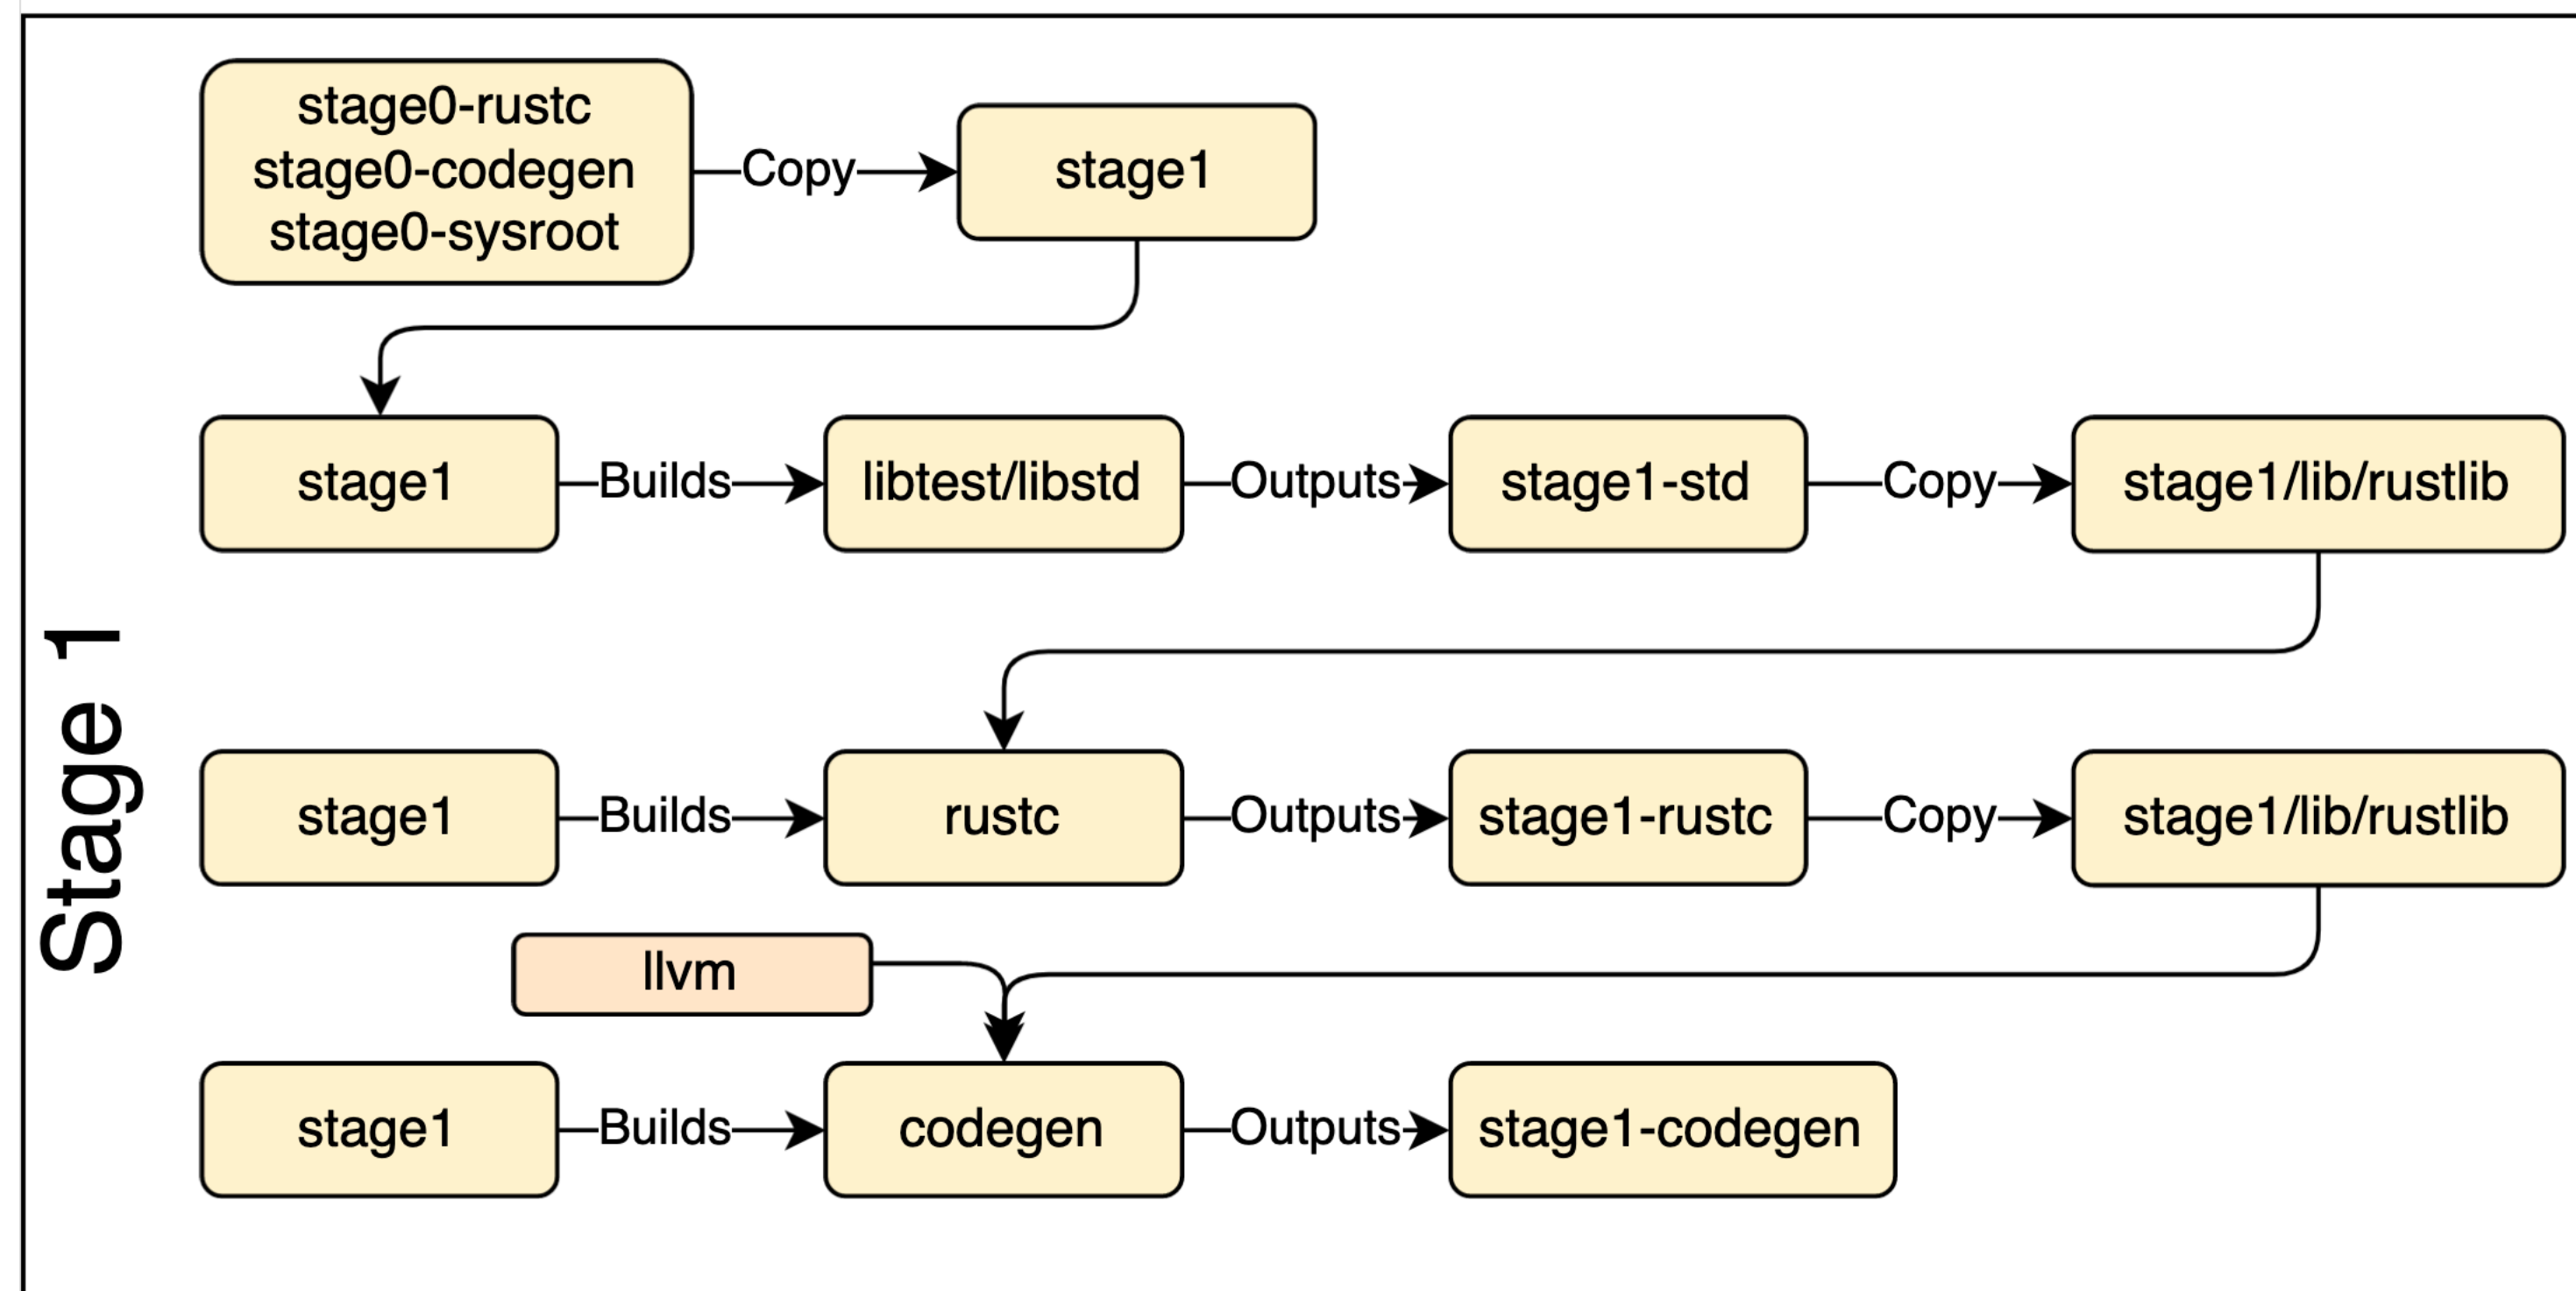 stage0-rustc
stage0-codegen
stage0-sysroot
Copy
stage1
stage1
Builds
libtest/libstd
Outputs
stage1-std
Copy
stage1/lib/rustlib
Stage 1
stage1
Builds
rustc
Outputs
stage1-rustc
Copy
stage1/lib/rustlib
llvm
stage1
Builds
codegen
Outputs
stage1-codegen